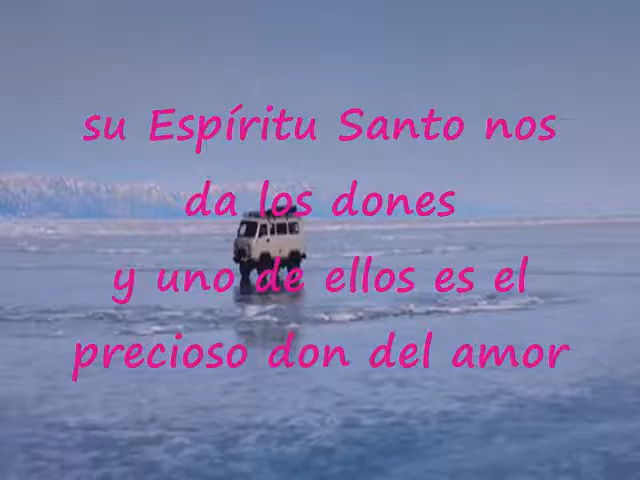 su Espíritu Santo nos
da los dones
y uno de ellos es el
precioso don del amor